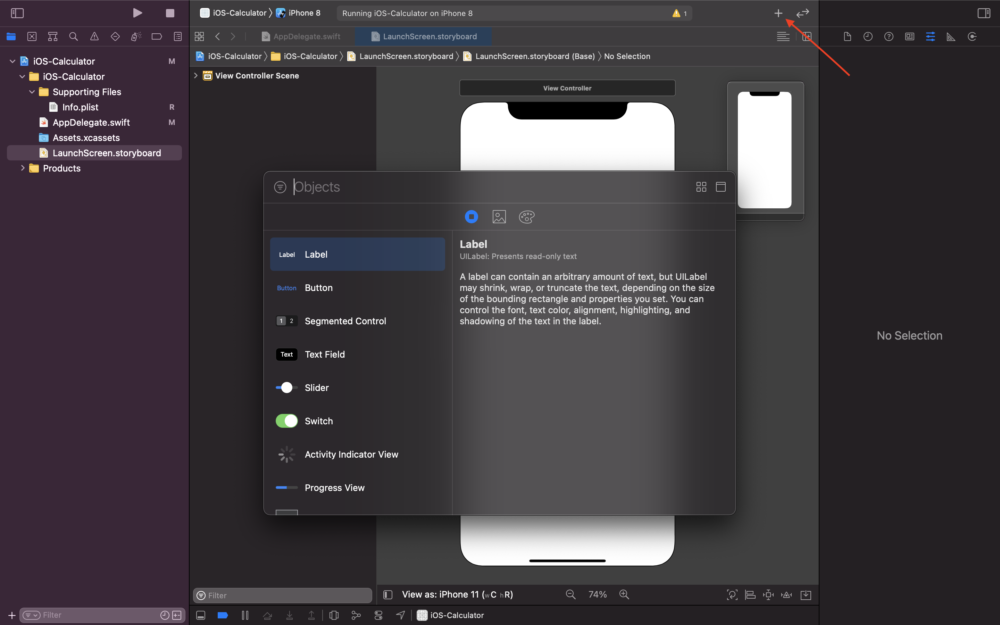 iOS-Calculator
iPhone 8
Running iOS-Calculator on iPhone 8
1
AppDelegate.swift
LaunchScreen.storyboard
iOS-Calculator
iOS-Calculator
LaunchScreen.storyboard
LaunchScreen.storyboard (Base)
No Selection
iOS-Calculator M
iOS-Calculator
Supporting Files
Info.plist R
AppDelegate.swift M
Assets.xcassets
LaunchScreen.storyboard
Products
View Controller Scene
View Controller
Objects
Label Label
Button Button
1 2 Segmented Control
Text Text Field
Slider
Switch
Activity Indicator View
Progress View
Label
UILabel: Presents read-only text
A label can contain an arbitrary amount of text, but UILabel
may shrink, wrap, or truncate the text, depending on the size
of the bounding rectangle and properties you set. You can
control the font, text color, alignment, highlighting, and
shadowing of the text in the label.
No Selection
Filter
View as: iPhone 11 (wC hR)
74%
Filter
iOS-Calculator